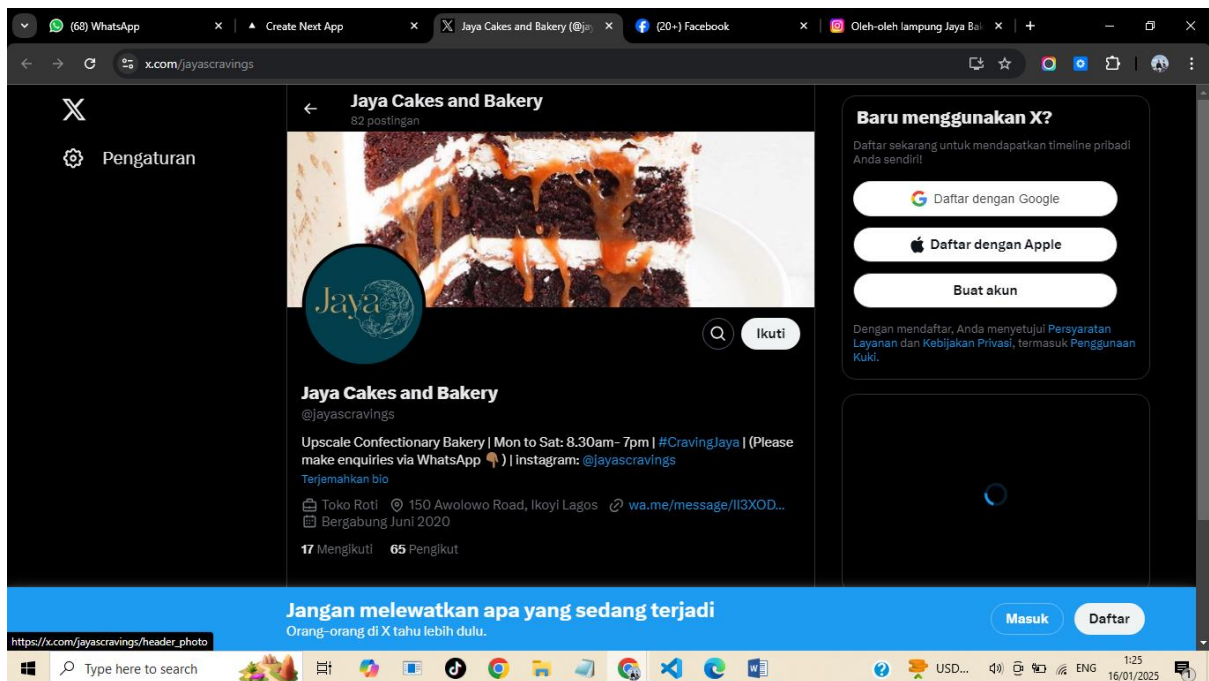 (68) WhatsApp
Create Next App
Jaya Cakes and Bakery (@ja
(20+) Facebook
Oleh-oleh lampung Jaya Bak
x.com/jayascravings
Jaya Cakes and Bakery
82 postingan
Pengaturan
Jaya
Ikuti
Jaya Cakes and Bakery
@jayascravings
Upscale Confectionary Bakery | Mon to Sat: 8.30am- 7pm | #CravingJaya | (Please
make enquiries via WhatsApp 👇🏾) | instagram: @jayascravings
Terjemahkan bio
Toko Roti 150 Awolowo Road, Ikoyi Lagos wa.me/message/II3XOD...
Bergabung Juni 2020
17 Mengikuti 65 Pengikut
Baru menggunakan X?
Daftar sekarang untuk mendapatkan timeline pribadi
Anda sendiri!
Daftar dengan Google
Daftar dengan Apple
Buat akun
Dengan mendaftar, Anda menyetujui Persyaratan
Layanan dan Kebijakan Privasi, termasuk Penggunaan
Kuki.
Jangan melewatkan apa yang sedang terjadi
Orang-orang di X tahu lebih dulu.
Masuk
Daftar
https://x.com/jayascravings/header_photo
Type here to search
USD...
ENG
1:25
16/01/2025